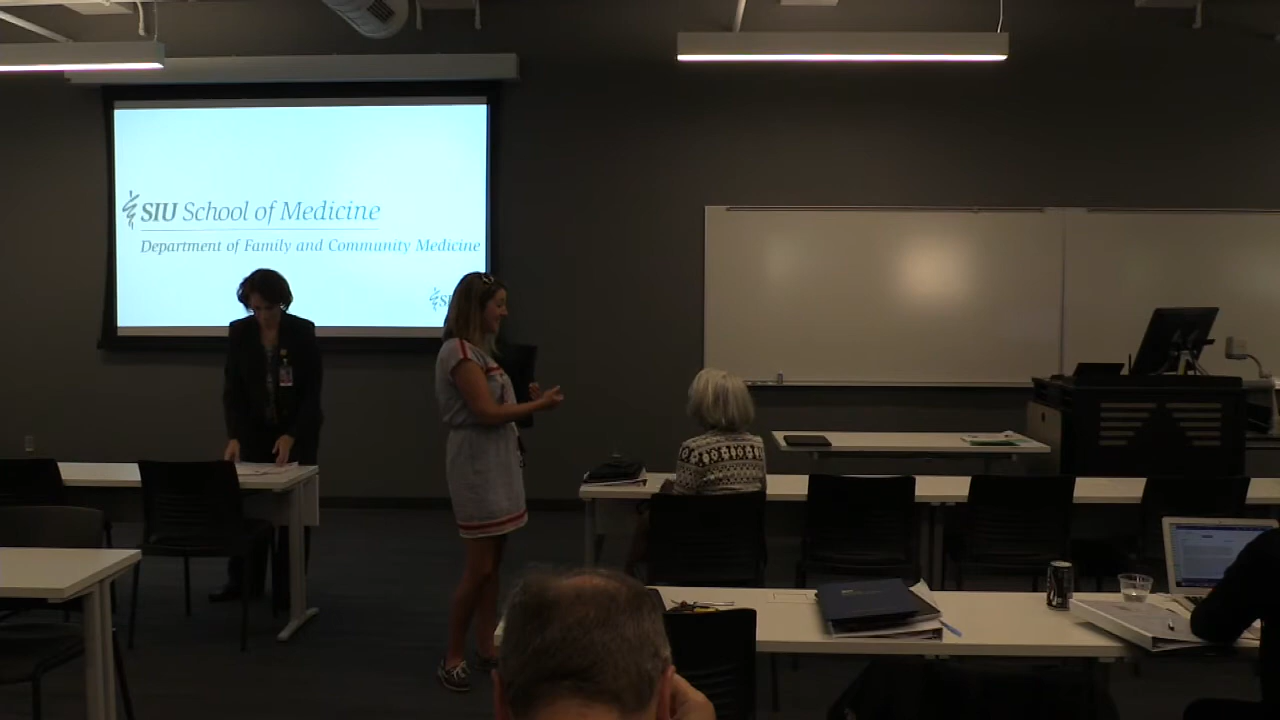 SIU School of Medicine
Department of Family and Community Medicine